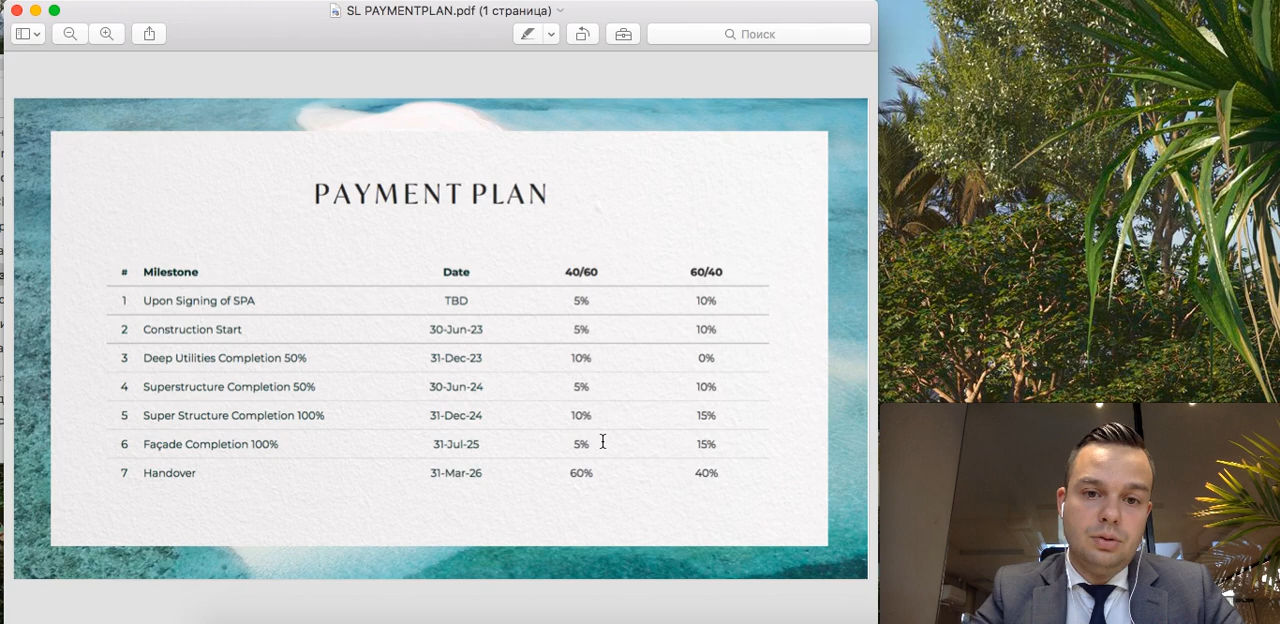 SL PAYMENTPLAN.pdf (1 страница)
Поиск
PAYMENT PLAN
# Milestone Date 40/60 60/40
1 Upon Signing of SPA TBD 5% 10%
2 Construction Start 30-Jun-23 5% 10%
3 Deep Utilities Completion 50% 31-Dec-23 10% 0%
4 Superstructure Completion 50% 30-Jun-24 5% 10%
5 Super Structure Completion 100% 31-Dec-24 10% 15%
6 Façade Completion 100% 31-Jul-25 5% 15%
7 Handover 31-Mar-26 60% 40%